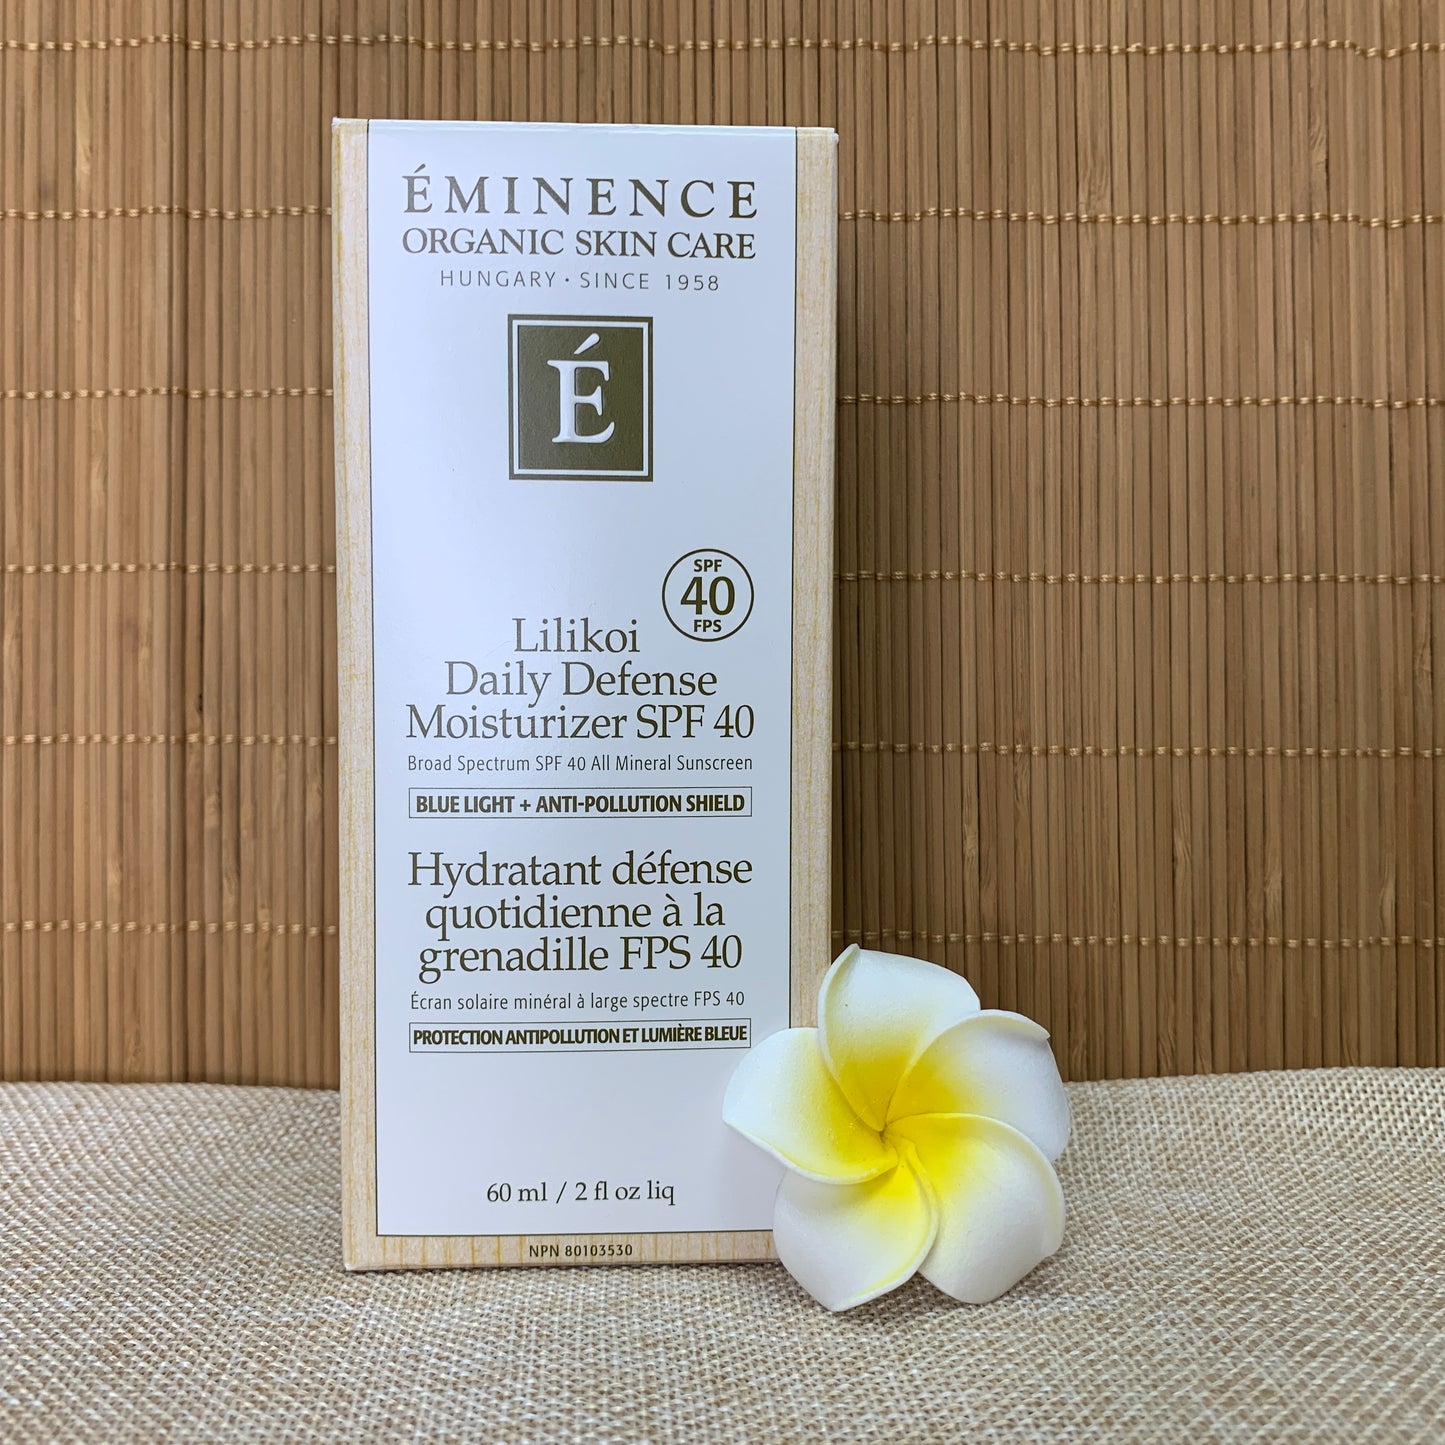 ÉMINENCE
ORGANIC SKIN CARE
HUNGARY · SINCE 1958
É
SPF
40
FPS
Lilikoi
Daily Defense
Moisturizer SPF 40
Broad Spectrum SPF 40 All Mineral Sunscreen
BLUE LIGHT + ANTI-POLLUTION SHIELD
Hydratant défense
quotidienne à la
grenadille FPS 40
Écran solaire minéral à large spectre FPS 40
PROTECTION ANTIPOLLUTION ET LUMIÈRE BLEUE
60 ml / 2 fl oz liq
NPN 80103530